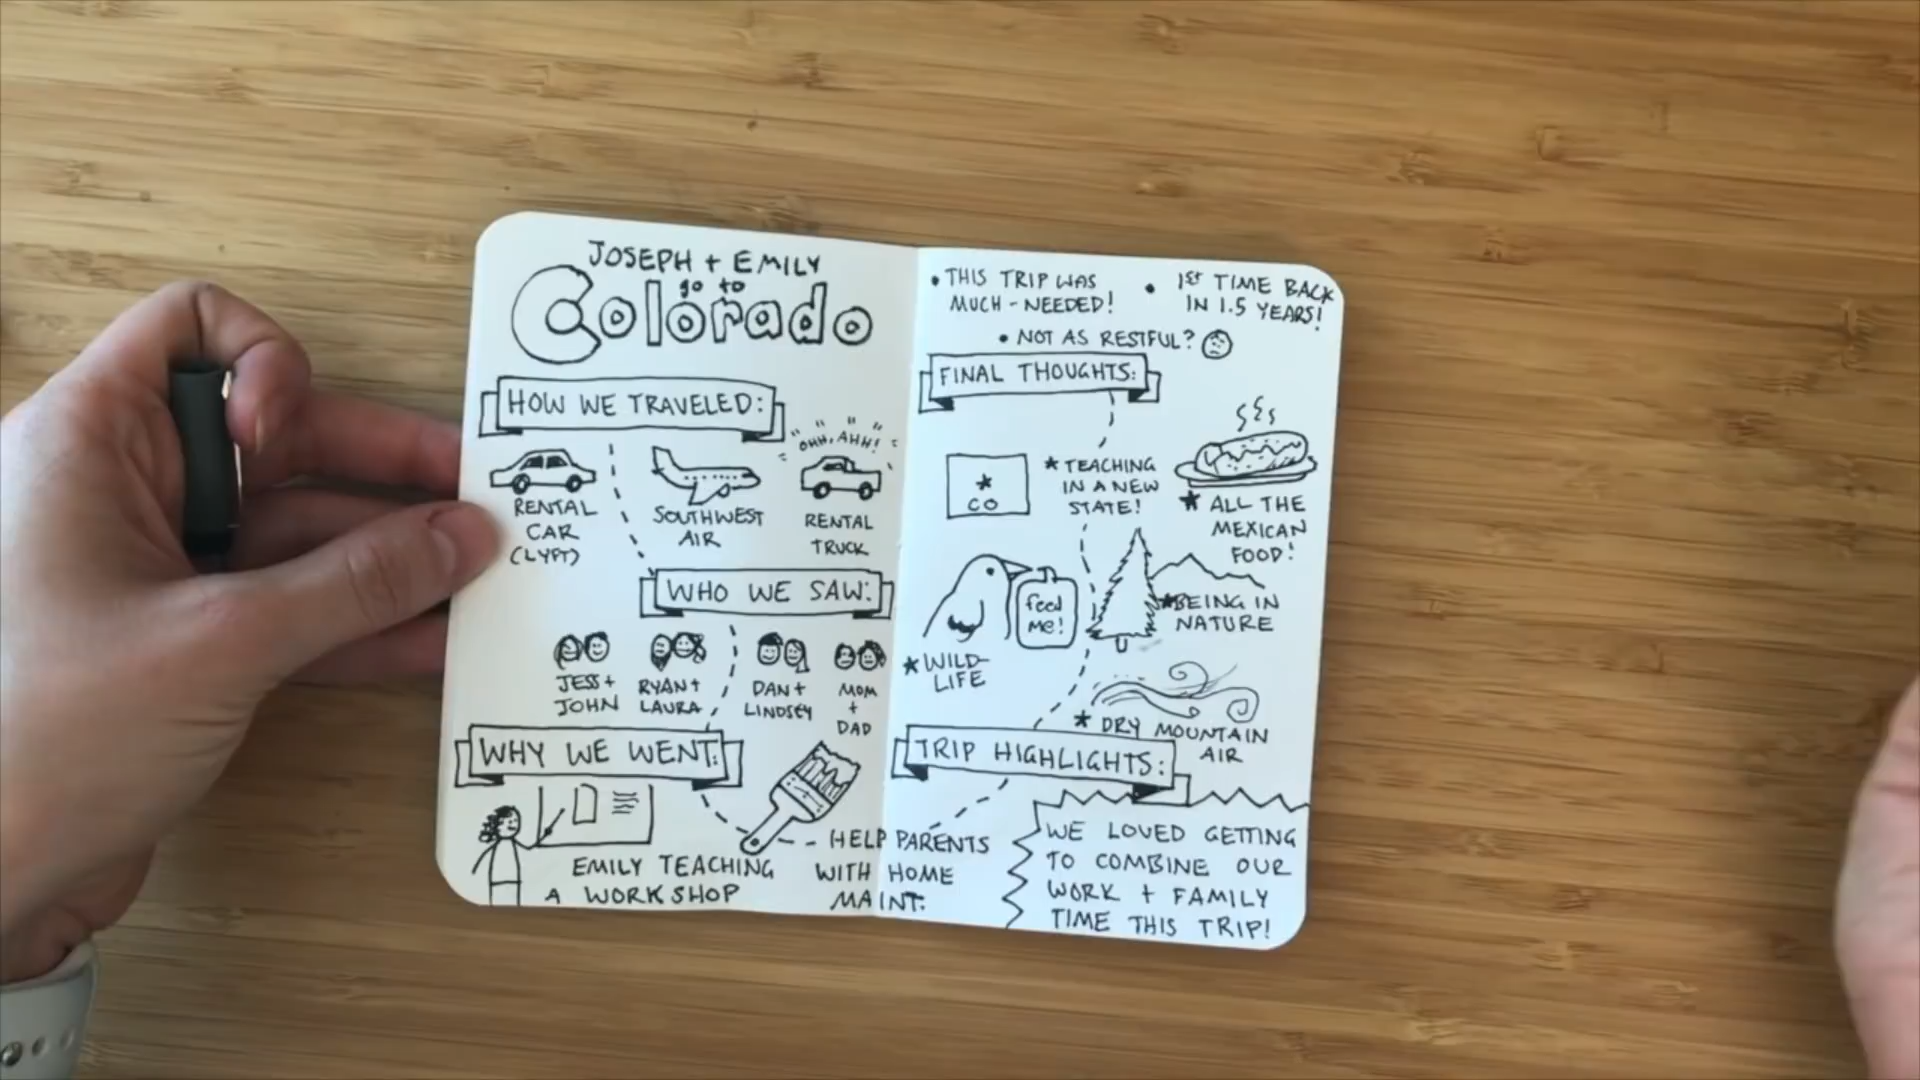 JOSEPH + EMILY
go to
Colorado
HOW WE TRAVELED:
RENTAL
CAR
(LYFT)
SOUTHWEST
AIR
"OHH, AHH!"
RENTAL
TRUCK
WHO WE SAW:
JESS +
JOHN
RYAN +
LAURA
DAN +
LINDSEY
MOM
+
DAD
WHY WE WENT:
EMILY TEACHING
A WORKSHOP
HELP PARENTS
WITH HOME
MAINT.
• THIS TRIP WAS
MUCH-NEEDED!
• 1st TIME BACK
IN 1.5 YEARS!
• NOT AS RESTFUL?
FINAL THOUGHTS:
CO
* TEACHING
IN A NEW
STATE!
* ALL THE
MEXICAN
FOOD!
feed
me!
* WILD-
LIFE
* BEING IN
NATURE
* DRY MOUNTAIN
AIR
TRIP HIGHLIGHTS:
WE LOVED GETTING
TO COMBINE OUR
WORK + FAMILY
TIME THIS TRIP!